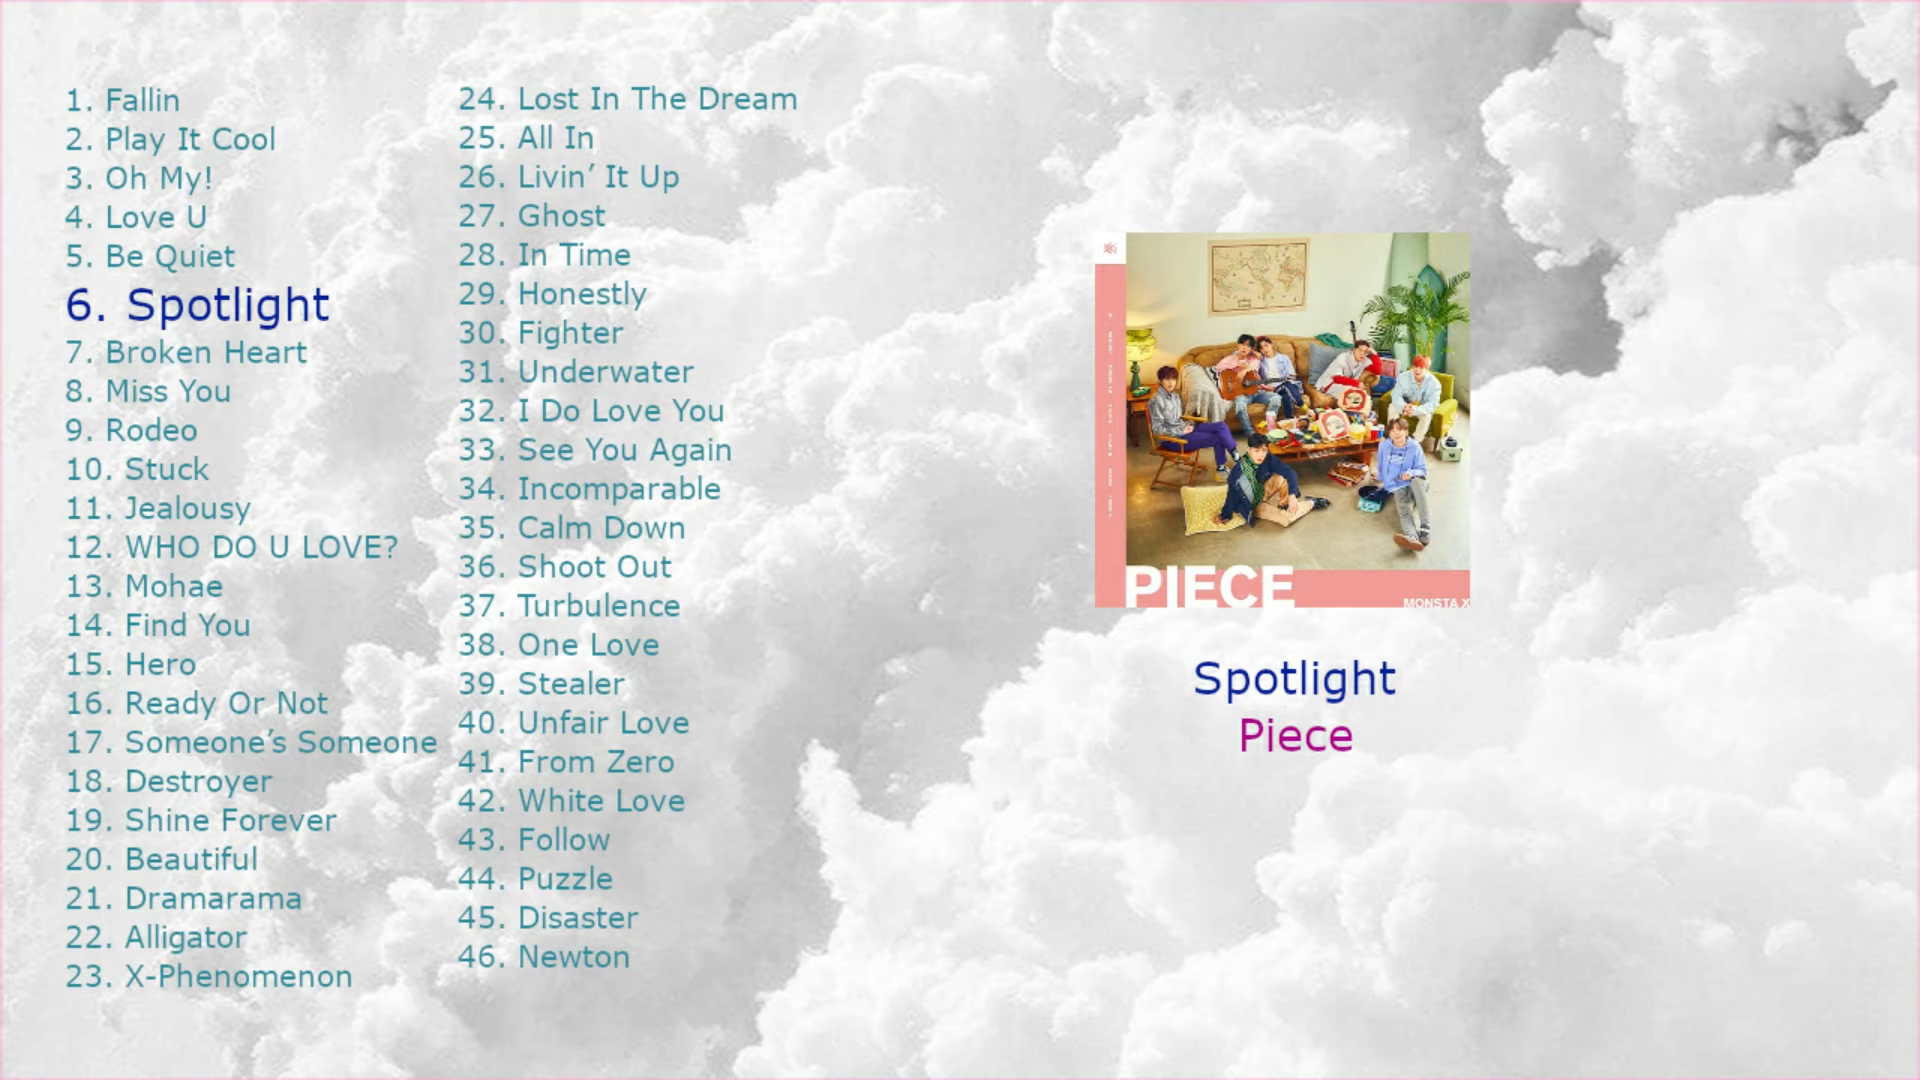 1. Fallin
2. Play It Cool
3. Oh My!
4. Love U
5. Be Quiet
6. Spotlight
7. Broken Heart
8. Miss You
9. Rodeo
10. Stuck
11. Jealousy
12. WHO DO U LOVE?
13. Mohae
14. Find You
15. Hero
16. Ready Or Not
17. Someone’s Someone
18. Destroyer
19. Shine Forever
20. Beautiful
21. Dramarama
22. Alligator
23. X-Phenomenon
24. Lost In The Dream
25. All In
26. Livin’ It Up
27. Ghost
28. In Time
29. Honestly
30. Fighter
31. Underwater
32. I Do Love You
33. See You Again
34. Incomparable
35. Calm Down
36. Shoot Out
37. Turbulence
38. One Love
39. Stealer
40. Unfair Love
41. From Zero
42. White Love
43. Follow
44. Puzzle
45. Disaster
46. Newton
PIECE
MONSTA X
Spotlight
Piece